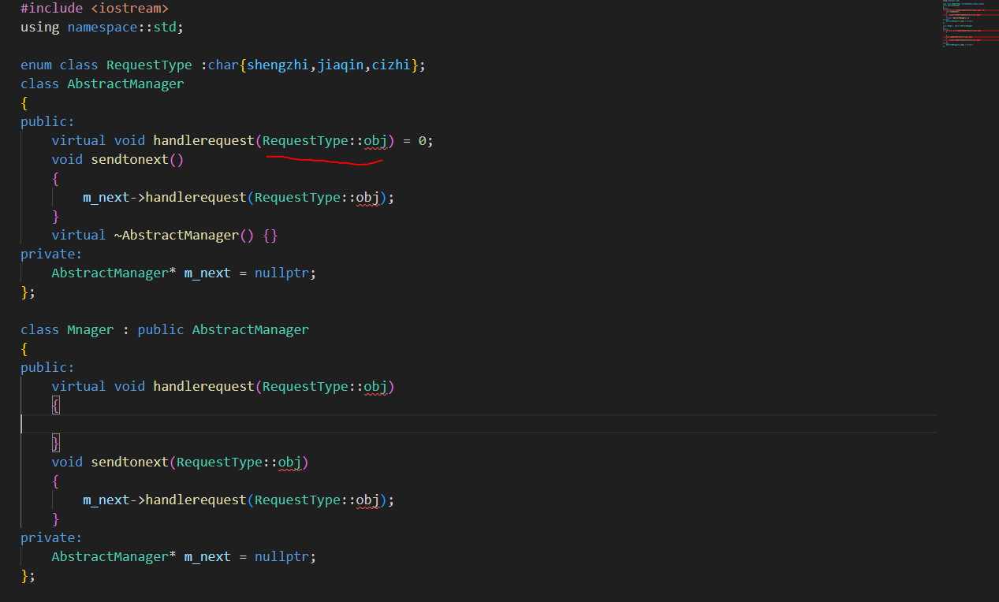 #include <iostream>
using namespace::std;
enum class RequestType :char{shengzhi,jiaqin,cizhi};
class AbstractManager
{
public:
virtual void handlerequest(RequestType::obj) = 0;
void sendtonext()
{
m_next->handlerequest(RequestType::obj);
}
virtual ~AbstractManager() {}
private:
AbstractManager* m_next = nullptr;
};
class Mnager : public AbstractManager
{
public:
virtual void handlerequest(RequestType::obj)
{
}
void sendtonext(RequestType::obj)
{
m_next->handlerequest(RequestType::obj);
}
private:
AbstractManager* m_next = nullptr;
};